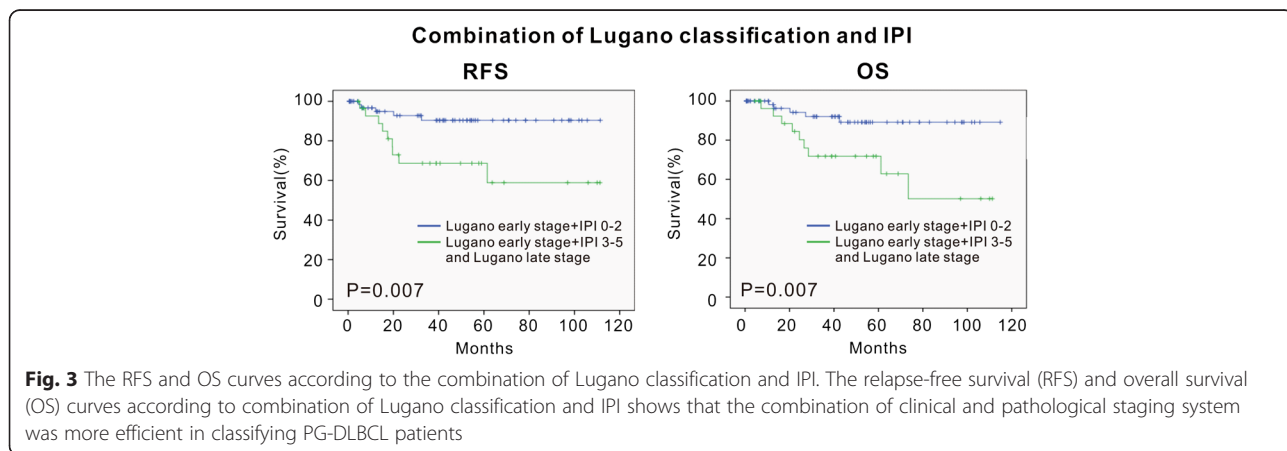 Combination of Lugano classification and IPI
RFS
OS
Survival(%)
100
80
60
40
20
0
Lugano early stage+IPI 0-2
Lugano early stage+IPI 3-5
and Lugano late stage
P=0.007
0 20 40 60 80 100 120
Months
Survival(%)
100
80
60
40
20
0
Lugano early stage+IPI 0-2
Lugano early stage+IPI 3-5
and Lugano late stage
P=0.007
0 20 40 60 80 100 120
Months
Fig. 3 The RFS and OS curves according to the combination of Lugano classification and IPI. The relapse-free survival (RFS) and overall survival
(OS) curves according to combination of Lugano classification and IPI shows that the combination of clinical and pathological staging system
was more efficient in classifying PG-DLBCL patients